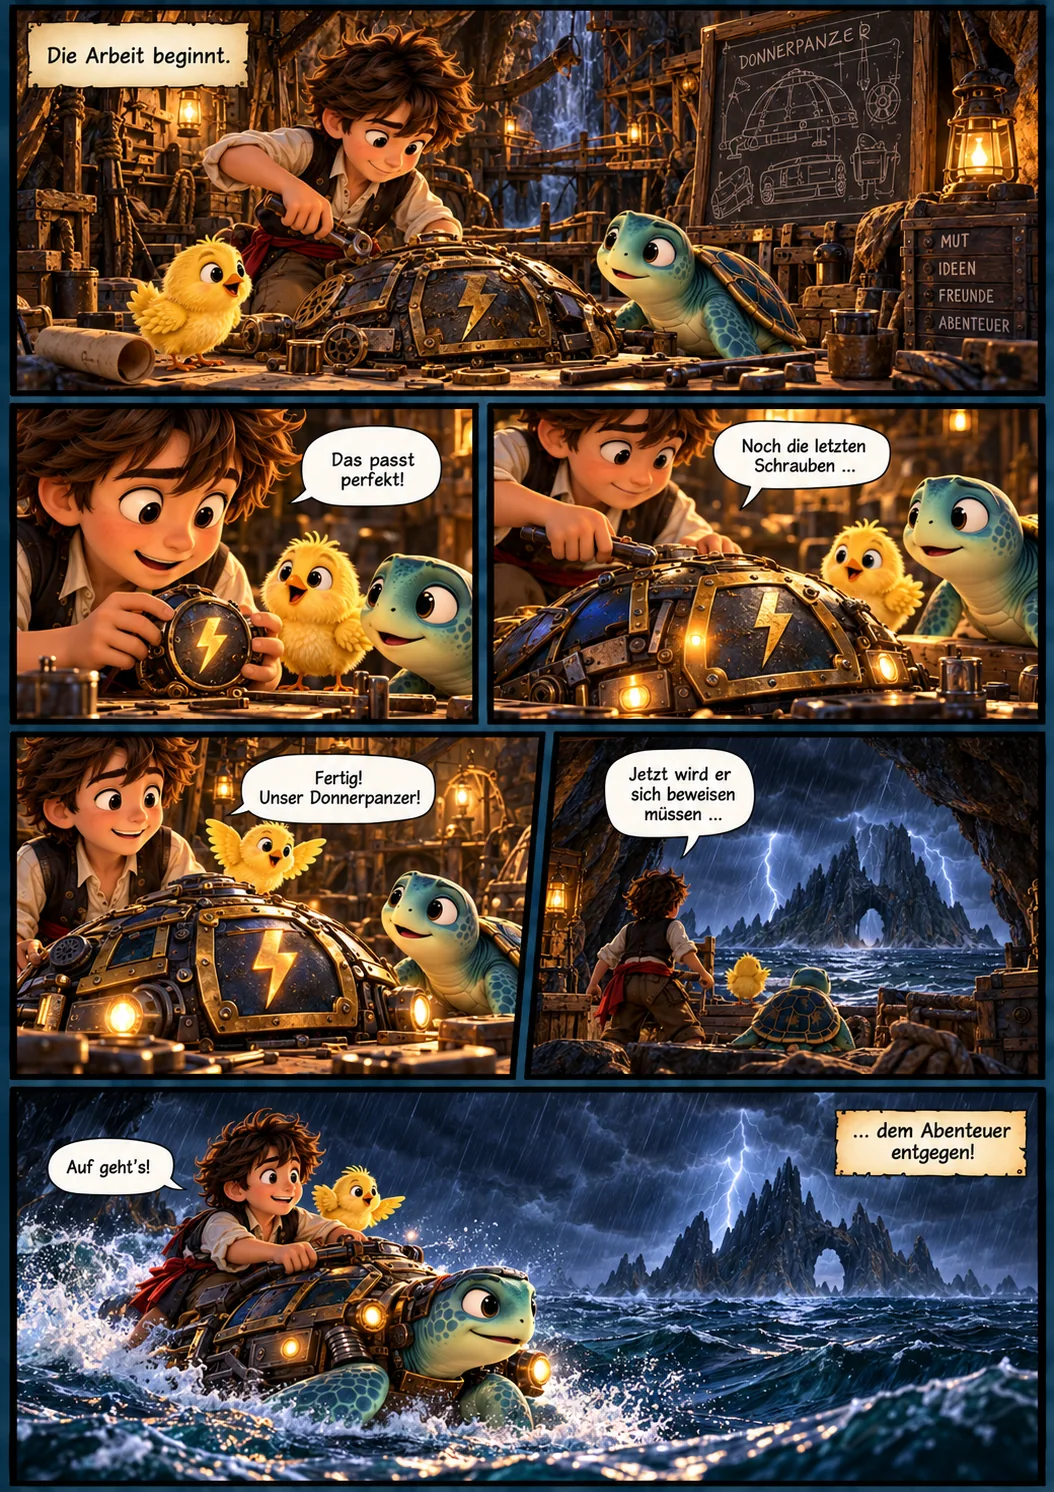 Die Arbeit beginnt.
DONNERPANZER
MUT
IDEEN
FREUNDE
ABENTEUER
Das passt
perfekt!
Noch die letzten
Schrauben ...
Fertig!
Unser Donnerpanzer!
Jetzt wird er
sich beweisen
müssen ...
Auf geht's!
... dem Abenteuer
entgegen!